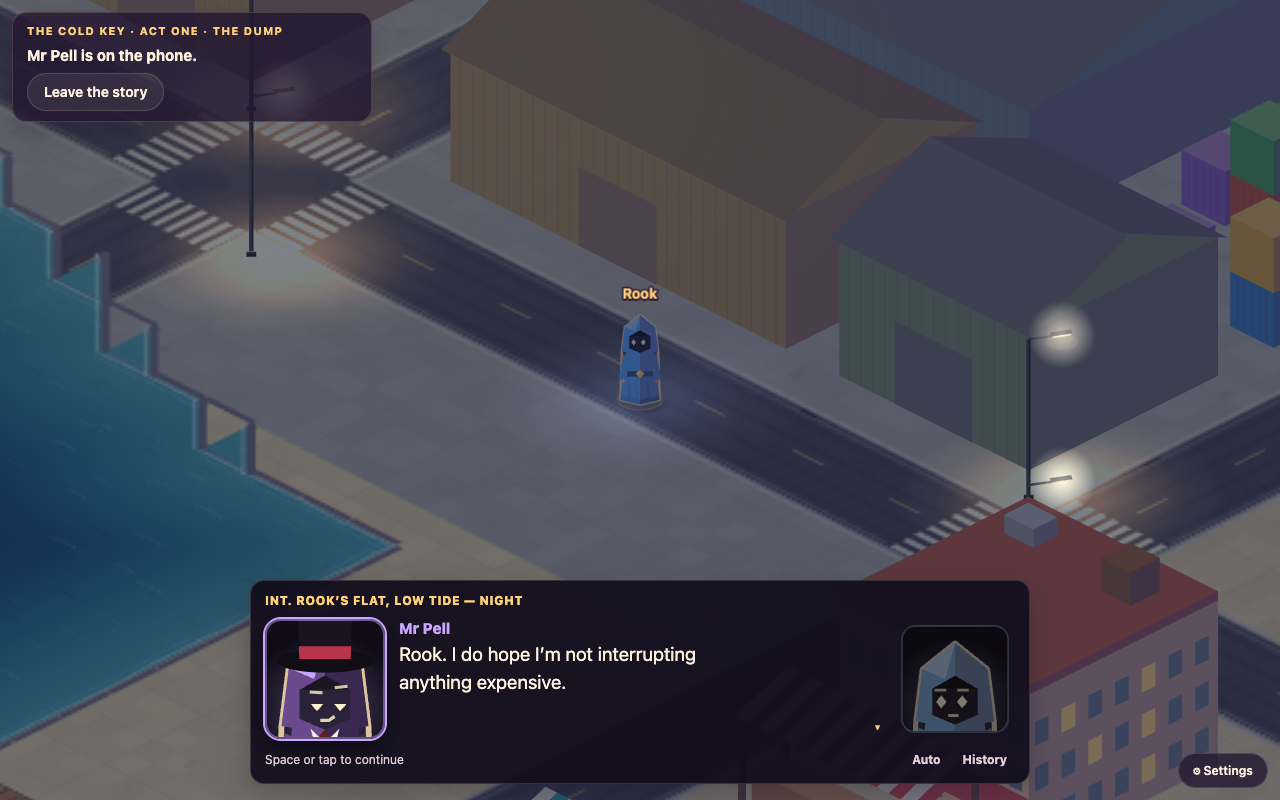 THE COLD KEY · ACT ONE · THE DUMP
Mr Pell is on the phone.
Leave the story
Rook
INT. ROOK’S FLAT, LOW TIDE — NIGHT
Mr Pell
Rook. I do hope I’m not interrupting
anything expensive.
Space or tap to continue
Auto
History
Settings